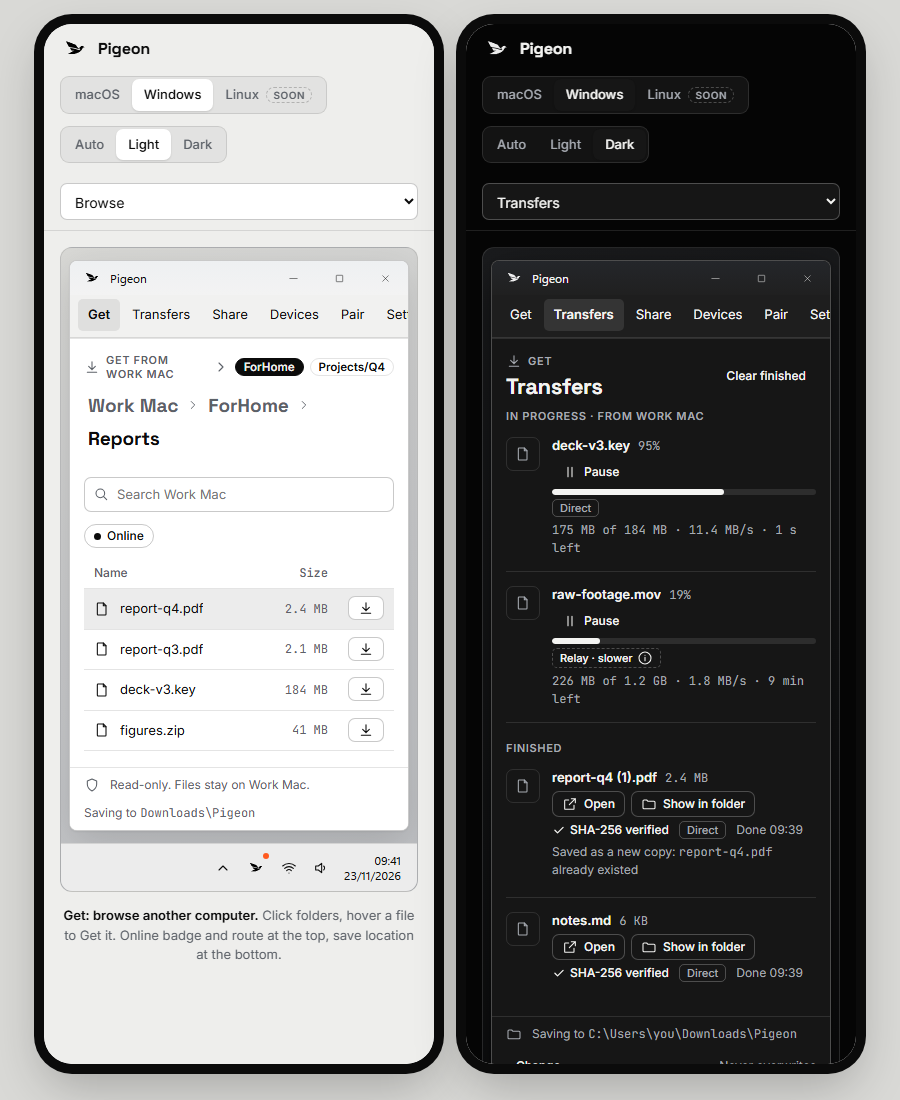 Pigeon
macOS Windows Linux SOON
Auto Light Dark
Browse
Pigeon
Get Transfers Share Devices Pair Set
GET FROM
WORK MAC
ForHome Projects/Q4
Work Mac ForHome
Reports
Search Work Mac
Online
Name Size
report-q4.pdf 2.4 MB
report-q3.pdf 2.1 MB
deck-v3.key 184 MB
figures.zip 41 MB
Read-only. Files stay on Work Mac.
Saving to Downloads\Pigeon
09:41
23/11/2026
Get: browse another computer. Click folders, hover a file
to Get it. Online badge and route at the top, save location
at the bottom.
Pigeon
macOS Windows Linux SOON
Auto Light Dark
Transfers
Pigeon
Get Transfers Share Devices Pair Set
GET
Transfers
Clear finished
IN PROGRESS · FROM WORK MAC
deck-v3.key 95%
Pause
Direct
175 MB of 184 MB · 11.4 MB/s · 1 s
left
raw-footage.mov 19%
Pause
Relay · slower
226 MB of 1.2 GB · 1.8 MB/s · 9 min
left
FINISHED
report-q4 (1).pdf 2.4 MB
Open Show in folder
SHA-256 verified Direct Done 09:39
Saved as a new copy: report-q4.pdf
already existed
notes.md 6 KB
Open Show in folder
SHA-256 verified Direct Done 09:39
Saving to C:\Users\you\Downloads\Pigeon